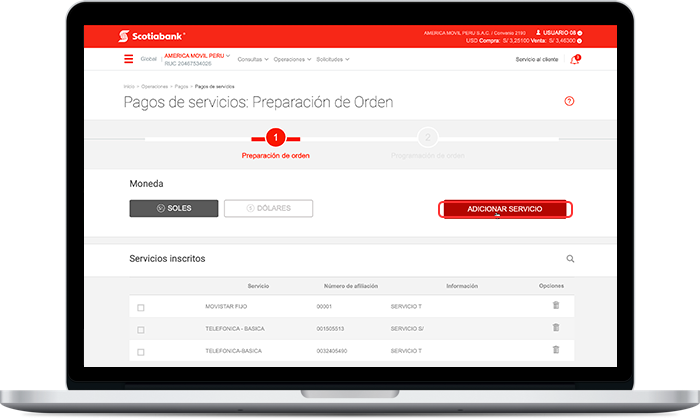 Scotiabank
AMERICA MOVIL PERU S.A.C. / Convenio 2193 USUARIO 08
USD Compra: S/ 3,25100 Venta: S/ 3,46300
Global AMERICA MOVIL PERU Consultas Operaciones Solicitudes Servicio al cliente
RUC 20467534026
Inicio > Operaciones > Pagos > Pagos de servicios
Pagos de servicios: Preparación de Orden ?
1 2
Preparación de orden Programación de orden
Moneda
S/ SOLES DÓLARES ADICIONAR SERVICIO
Servicios inscritos
Servicio Número de afiliación Información Opciones
MOVISTAR FIJO 00001 SERVICIO T
TELEFONICA - BASICA 001505513 SERVICIO S/
TELEFONICA-BASICA 0032405490 SERVICIO T